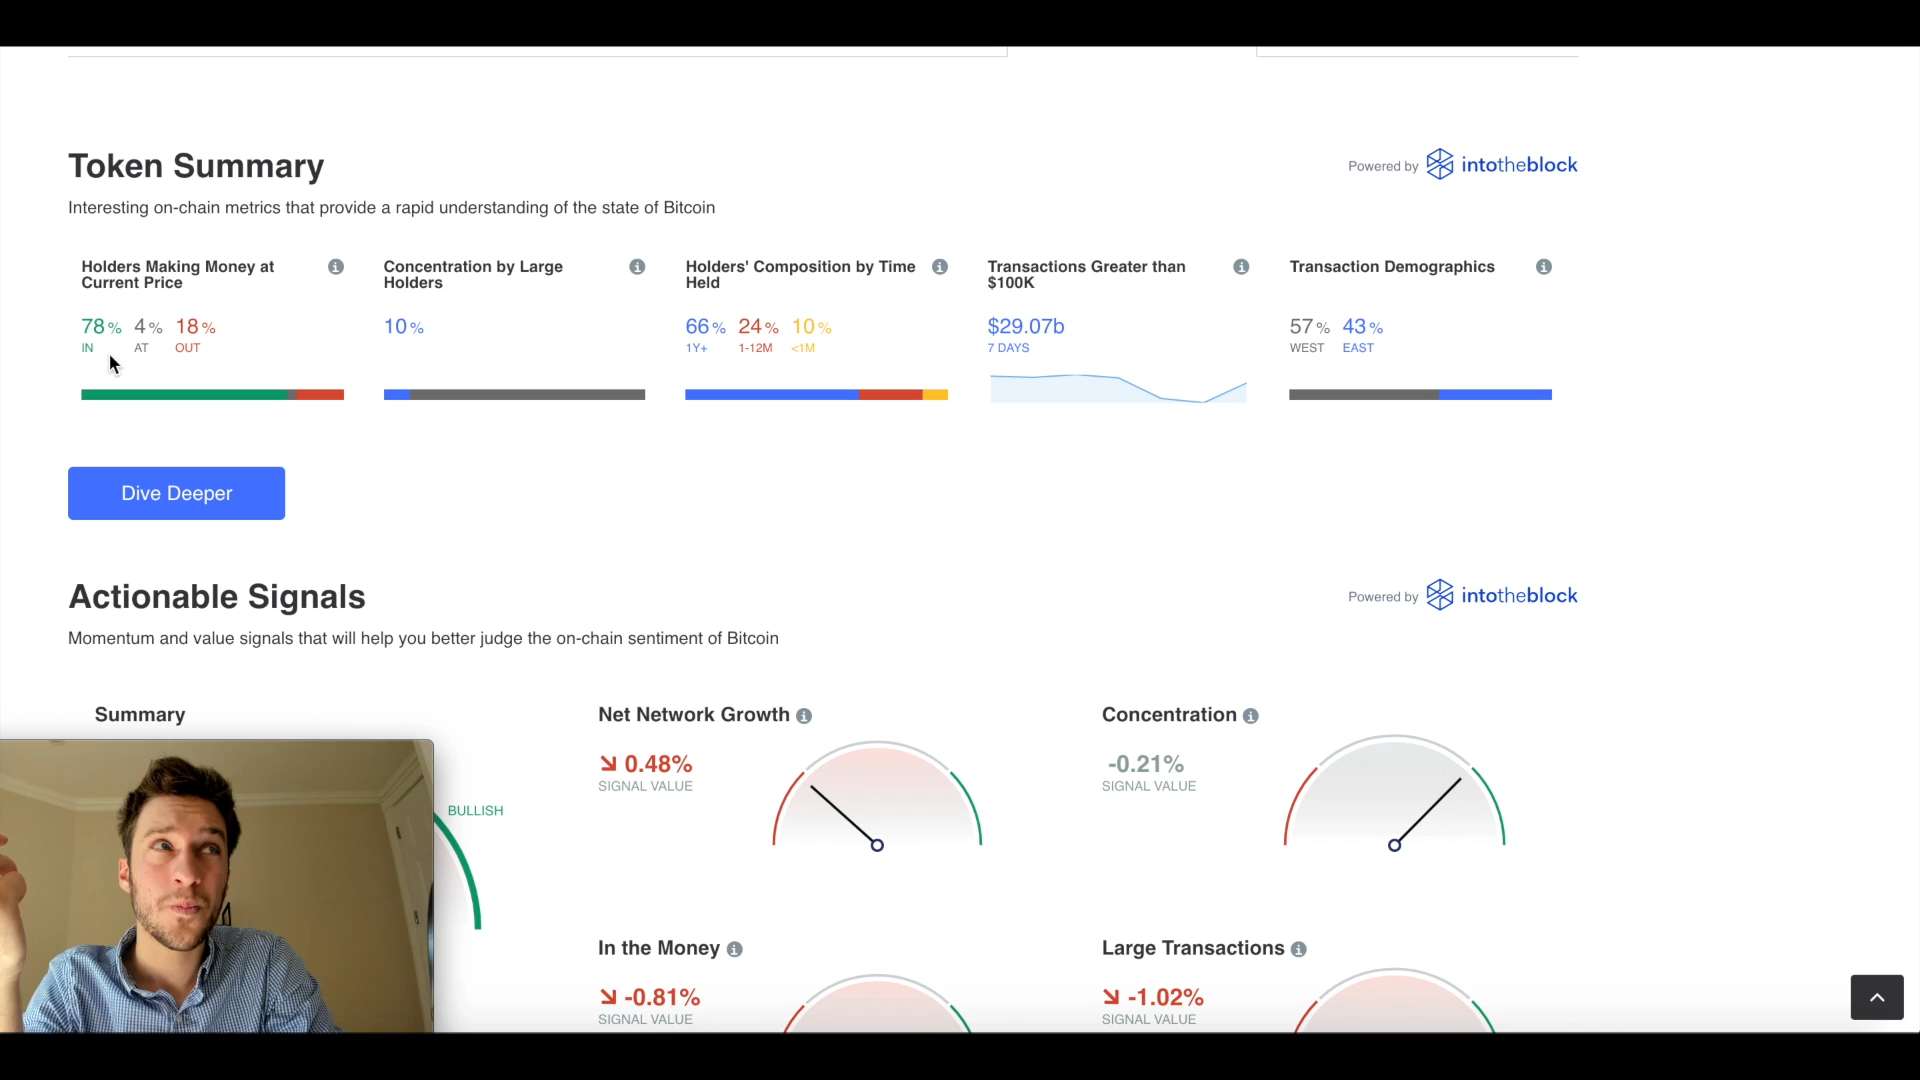 Token Summary
Powered by intotheblock
Interesting on-chain metrics that provide a rapid understanding of the state of Bitcoin
Holders Making Money at
Current Price
78% 4% 18%
IN AT OUT
Concentration by Large
Holders
10%
Holders' Composition by Time
Held
66% 24% 10%
1Y+ 1-12M <1M
Transactions Greater than
$100K
$29.07b
7 DAYS
Transaction Demographics
57% 43%
WEST EAST
Dive Deeper
Actionable Signals
Powered by intotheblock
Momentum and value signals that will help you better judge the on-chain sentiment of Bitcoin
Summary
BULLISH
Net Network Growth
0.48%
SIGNAL VALUE
Concentration
-0.21%
SIGNAL VALUE
In the Money
-0.81%
SIGNAL VALUE
Large Transactions
-1.02%
SIGNAL VALUE